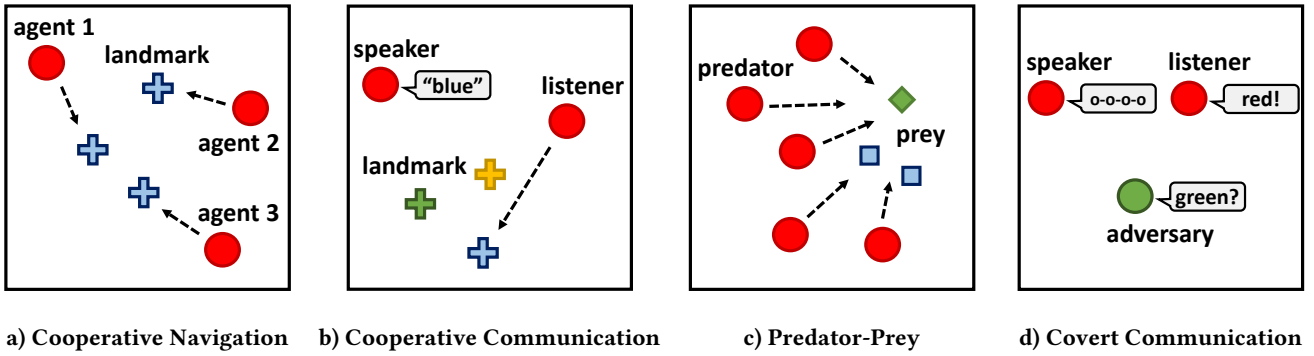 agent 1
landmark
agent 2
agent 3
speaker
“blue”
listener
landmark
predator
prey
speaker
listener
o-o-o-o
red!
green?
adversary
a) Cooperative Navigation
b) Cooperative Communication
c) Predator-Prey
d) Covert Communication